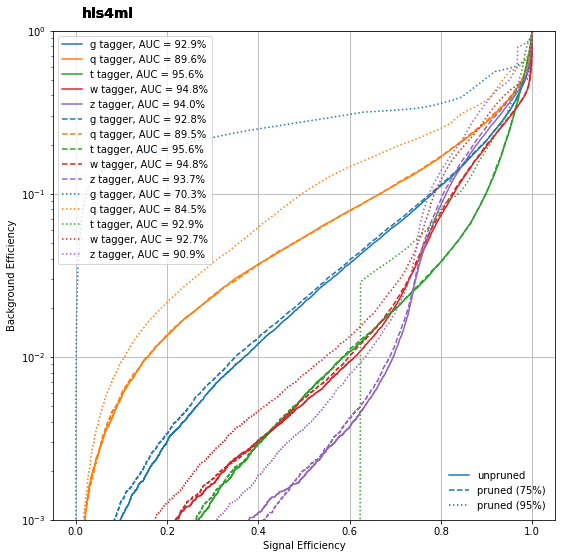 hls4ml
10⁰
g tagger, AUC = 92.9%
q tagger, AUC = 89.6%
t tagger, AUC = 95.6%
w tagger, AUC = 94.8%
z tagger, AUC = 94.0%
g tagger, AUC = 92.8%
q tagger, AUC = 89.5%
t tagger, AUC = 95.6%
w tagger, AUC = 94.8%
z tagger, AUC = 93.7%
g tagger, AUC = 70.3%
q tagger, AUC = 84.5%
t tagger, AUC = 92.9%
w tagger, AUC = 92.7%
z tagger, AUC = 90.9%
10⁻¹
Background Efficiency
10⁻²
unpruned
pruned (75%)
pruned (95%)
10⁻³
0.0 0.2 0.4 0.6 0.8 1.0
Signal Efficiency